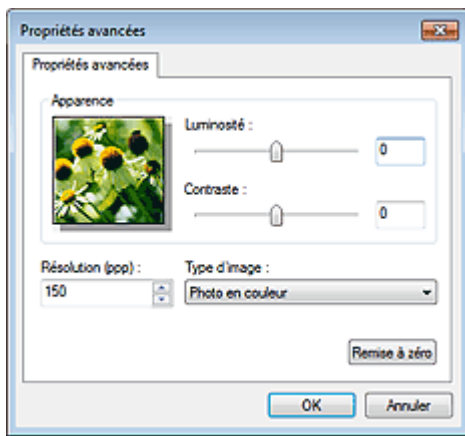 Propriétés avancées
Propriétés avancées
Apparence
Luminosité :
0
Contraste :
0
Résolution (ppp) :
Type d'image :
150
Photo en couleur
Remise à zéro
OK
Annuler